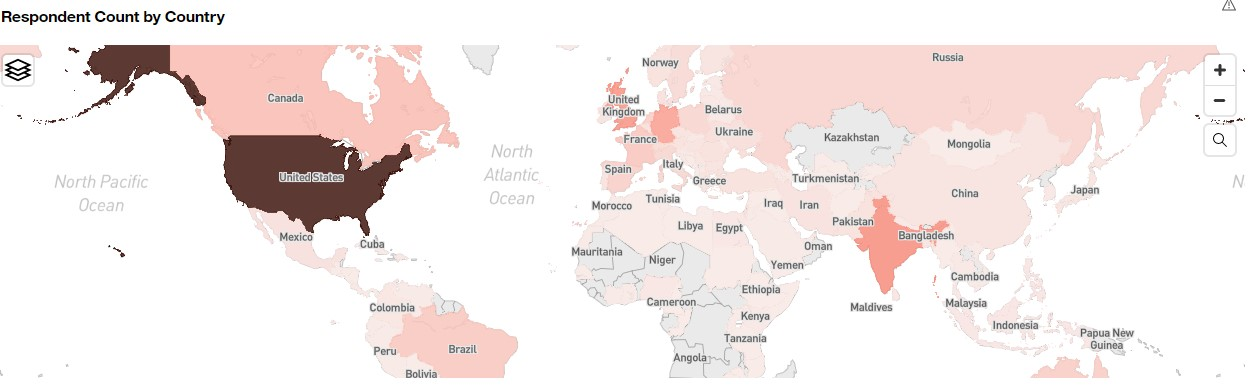 Respondent Count by Country
Norway
Russia
Canada
United
Kingdom
Belarus
Ukraine
France
Kazakhstan
Mongolia
North
Atlantic
Ocean
Spain
Italy
Greece
Turkmenistan
China
Japan
United States
North Pacific
Ocean
N
Morocco
Tunisia
Iraq
Iran
Pakistan
Libya
Egypt
Bangladesh
Mexico
Cuba
Mauritania
Niger
Oman
Yemen
Cambodia
Ethiopia
Colombia
Cameroon
Kenya
Maldives
Malaysia
Indonesia
Papua New
Guinea
Tanzania
Peru
Brazil
Angola
Bolivia